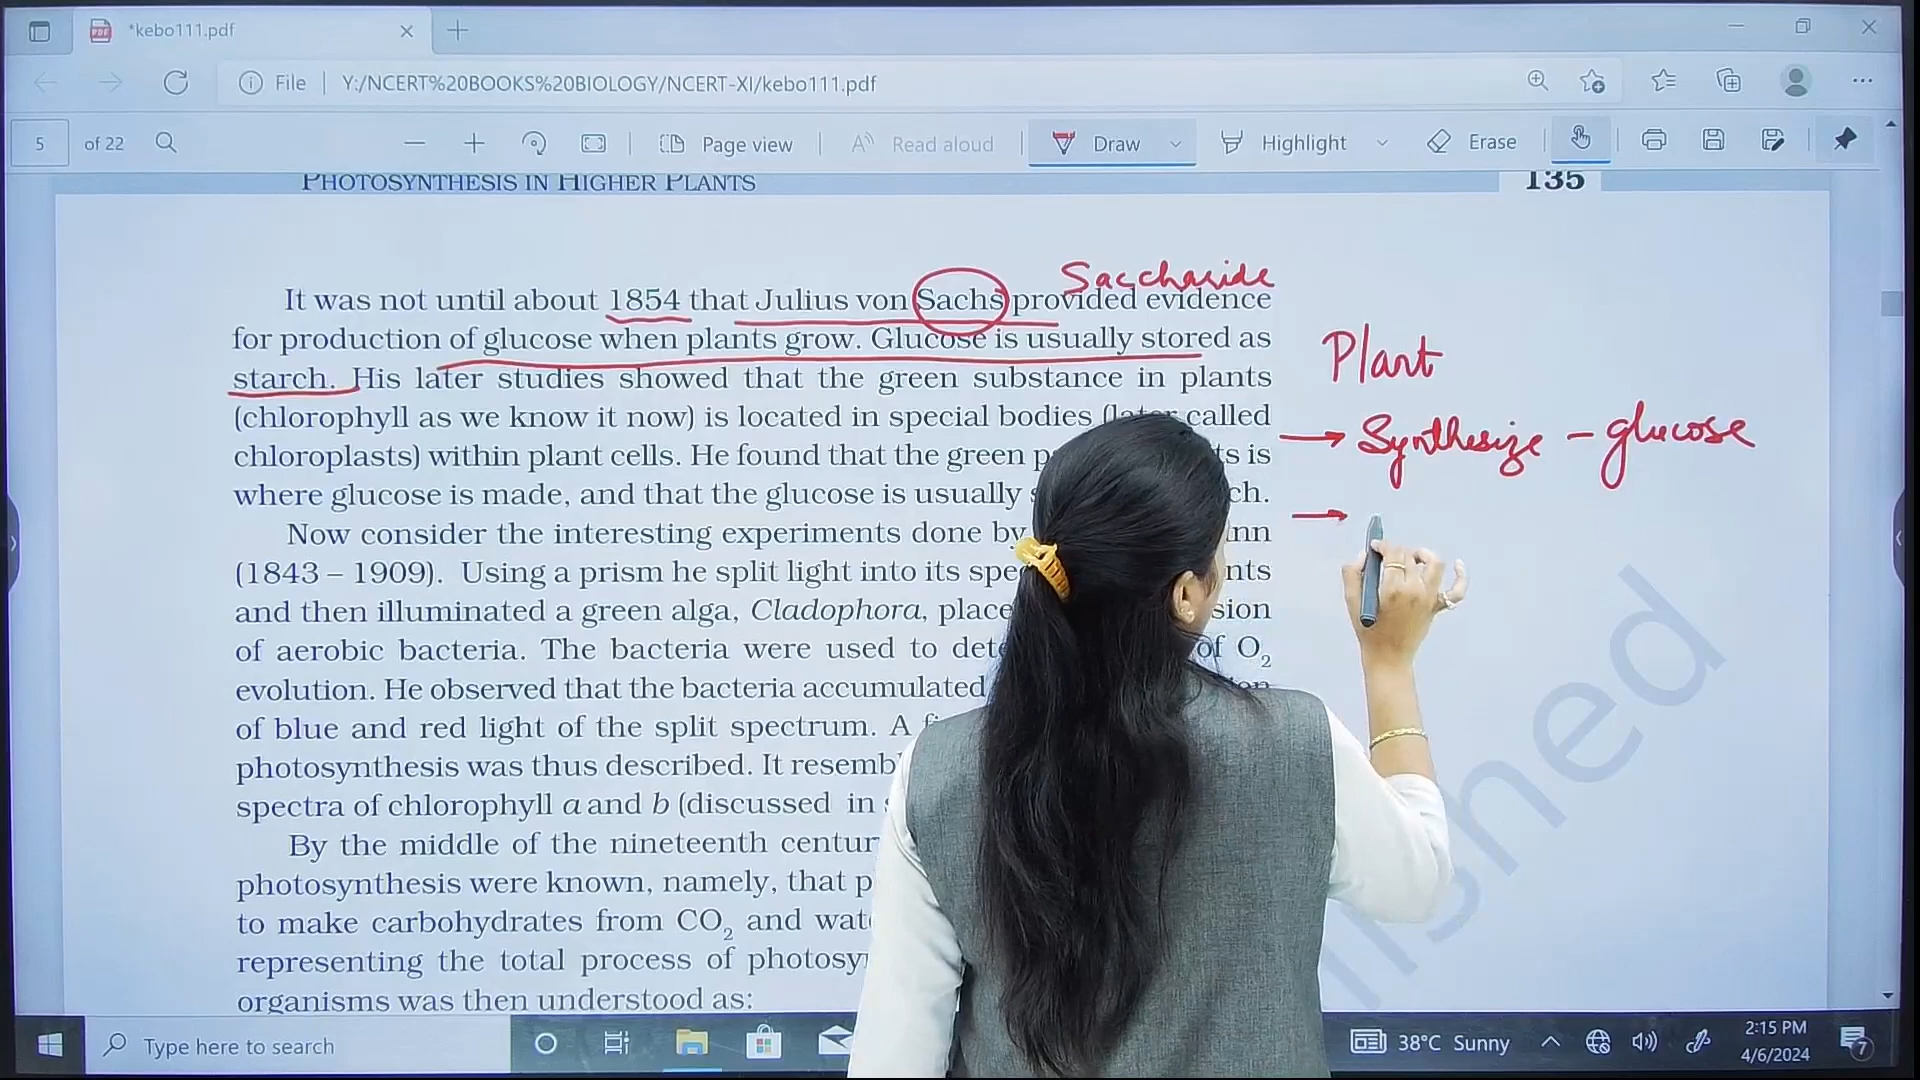 *kebo111.pdf
File
Y:/NCERT%20BOOKS%20BIOLOGY/NCERT-XI/kebo111.pdf
5 of 22
Page view
Read aloud
Draw
Highlight
Erase
PHOTOSYNTHESIS IN HIGHER PLANTS
135
Saccharide
It was not until about 1854 that Julius von Sachs provided evidence
for production of glucose when plants grow. Glucose is usually stored as
starch. His later studies showed that the green substance in plants
(chlorophyll as we know it now) is located in special bodies (later called
chloroplasts) within plant cells. He found that the green is
where glucose is made, and that the glucose is usually
Now consider the interesting experiments done by
(1843 – 1909). Using a prism he split light into its
and then illuminated a green alga, Cladophora,
of aerobic bacteria. The bacteria were used to of O2
evolution. He observed that the bacteria accumulated
of blue and red light of the split spectrum. A
photosynthesis was thus described. It
spectra of chlorophyll a and b (discussed in
By the middle of the nineteenth
photosynthesis were known, namely, that
to make carbohydrates from CO2 and
representing the total process of
organisms was then understood as:
Plant
→ Synthesize – glucose
→
Type here to search
38°C Sunny
2:15 PM
4/6/2024
7